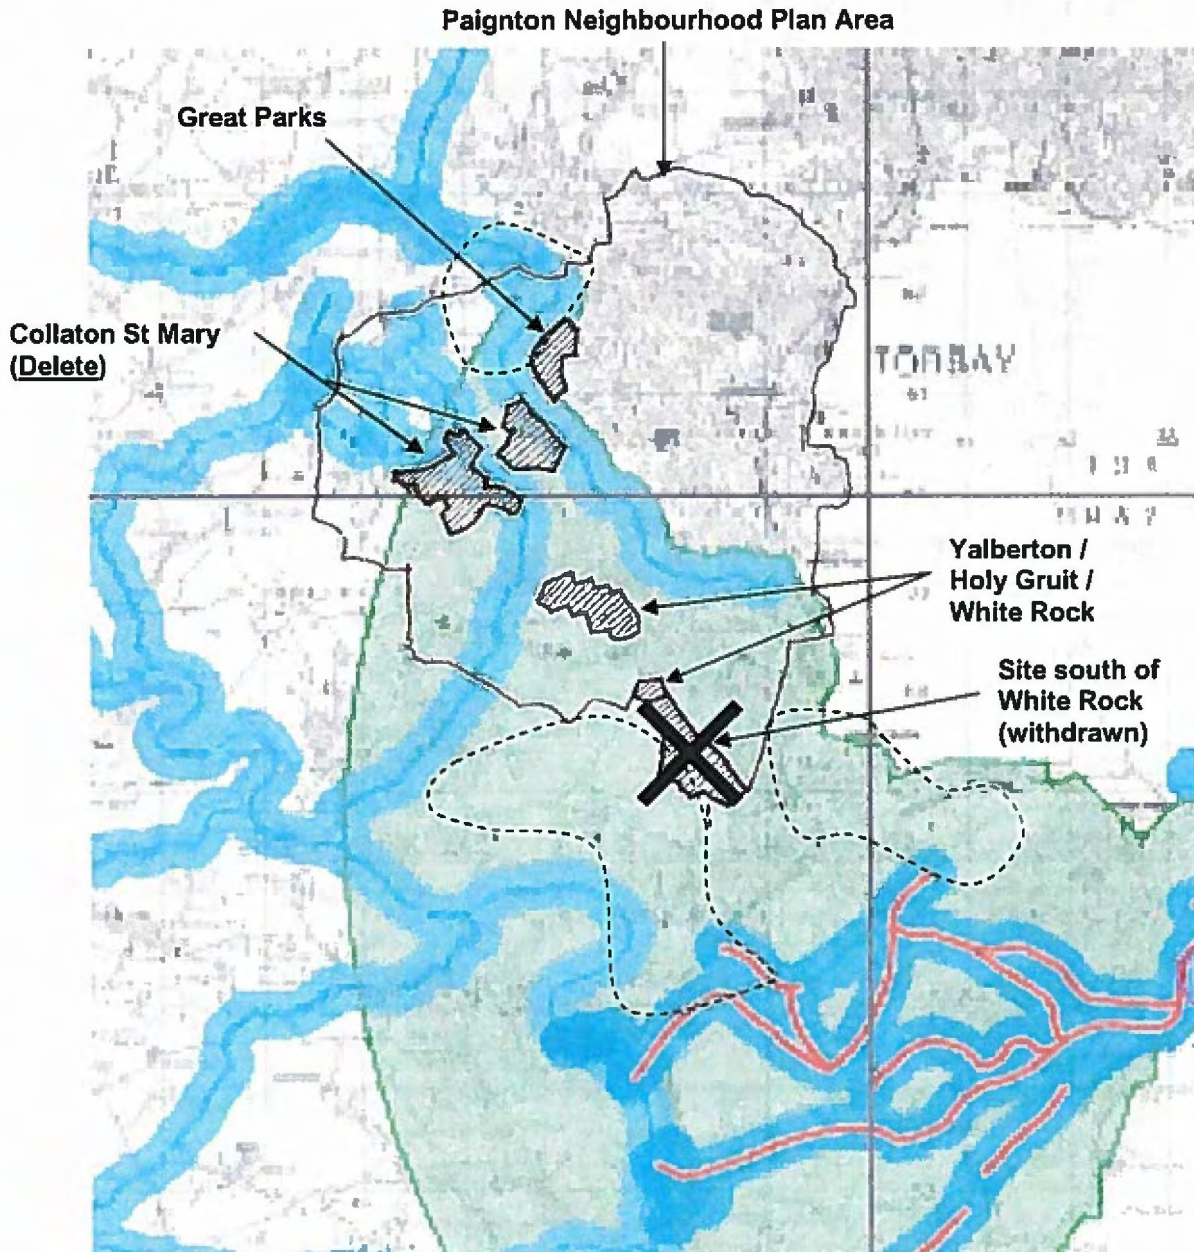 Paignton Neighbourhood Plan Area
Great Parks
Collaton St Mary
(Delete)
TORBAY
Yalberton /
Holy Gruit /
White Rock
Site south of
White Rock
(withdrawn)